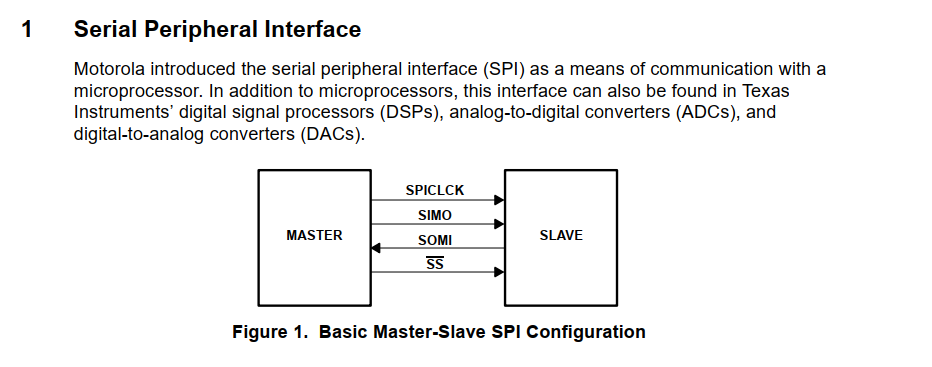 1 Serial Peripheral Interface
Motorola introduced the serial peripheral interface (SPI) as a means of communication with a
microprocessor. In addition to microprocessors, this interface can also be found in Texas
Instruments’ digital signal processors (DSPs), analog-to-digital converters (ADCs), and
digital-to-analog converters (DACs).
SPICLCK
SIMO
MASTER
SOMI
SLAVE
S̅S̅
Figure 1. Basic Master-Slave SPI Configuration